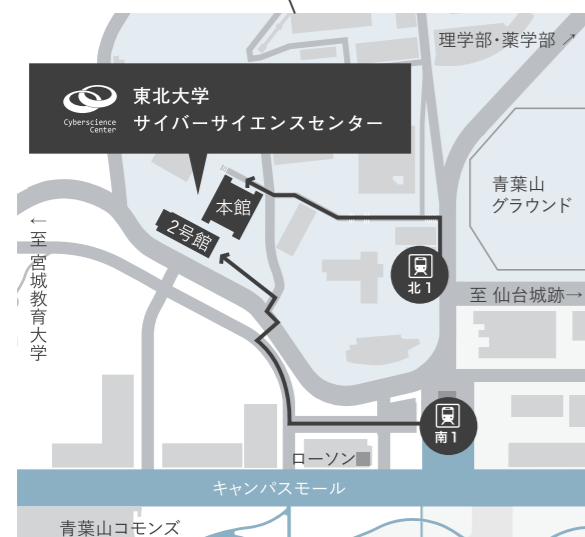 理学部・薬学部 ↗
東北大学
サイバーサイエンスセンター
Cyberscience
Center
青葉山
グラウンド
本館
2号館
← 至 宮城教育大学
北1
至 仙台城跡→
南1
ローソン
キャンパスモール
青葉山コモンズ